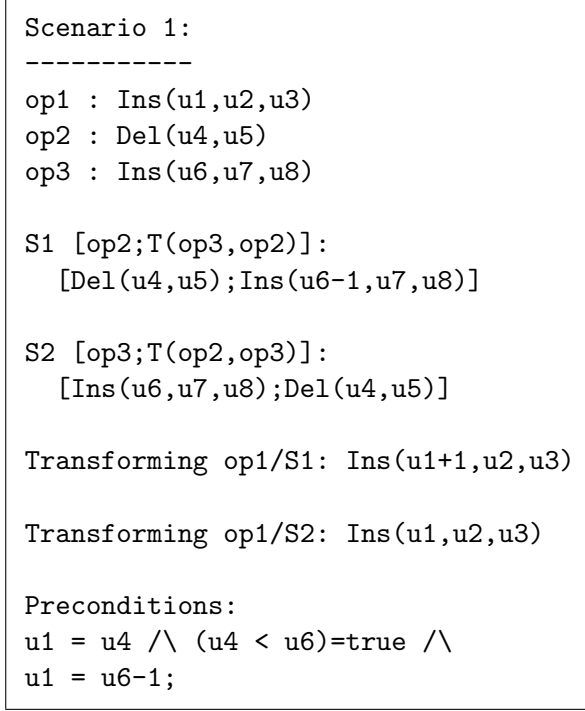 Scenario 1:
-----------
op1 : Ins(u1,u2,u3)
op2 : Del(u4,u5)
op3 : Ins(u6,u7,u8)
S1 [op2;T(op3,op2)]:
[Del(u4,u5);Ins(u6-1,u7,u8)]
S2 [op3;T(op2,op3)]:
[Ins(u6,u7,u8);Del(u4,u5)]
Transforming op1/S1: Ins(u1+1,u2,u3)
Transforming op1/S2: Ins(u1,u2,u3)
Preconditions:
u1 = u4 /\ (u4 < u6)=true /\
u1 = u6-1;